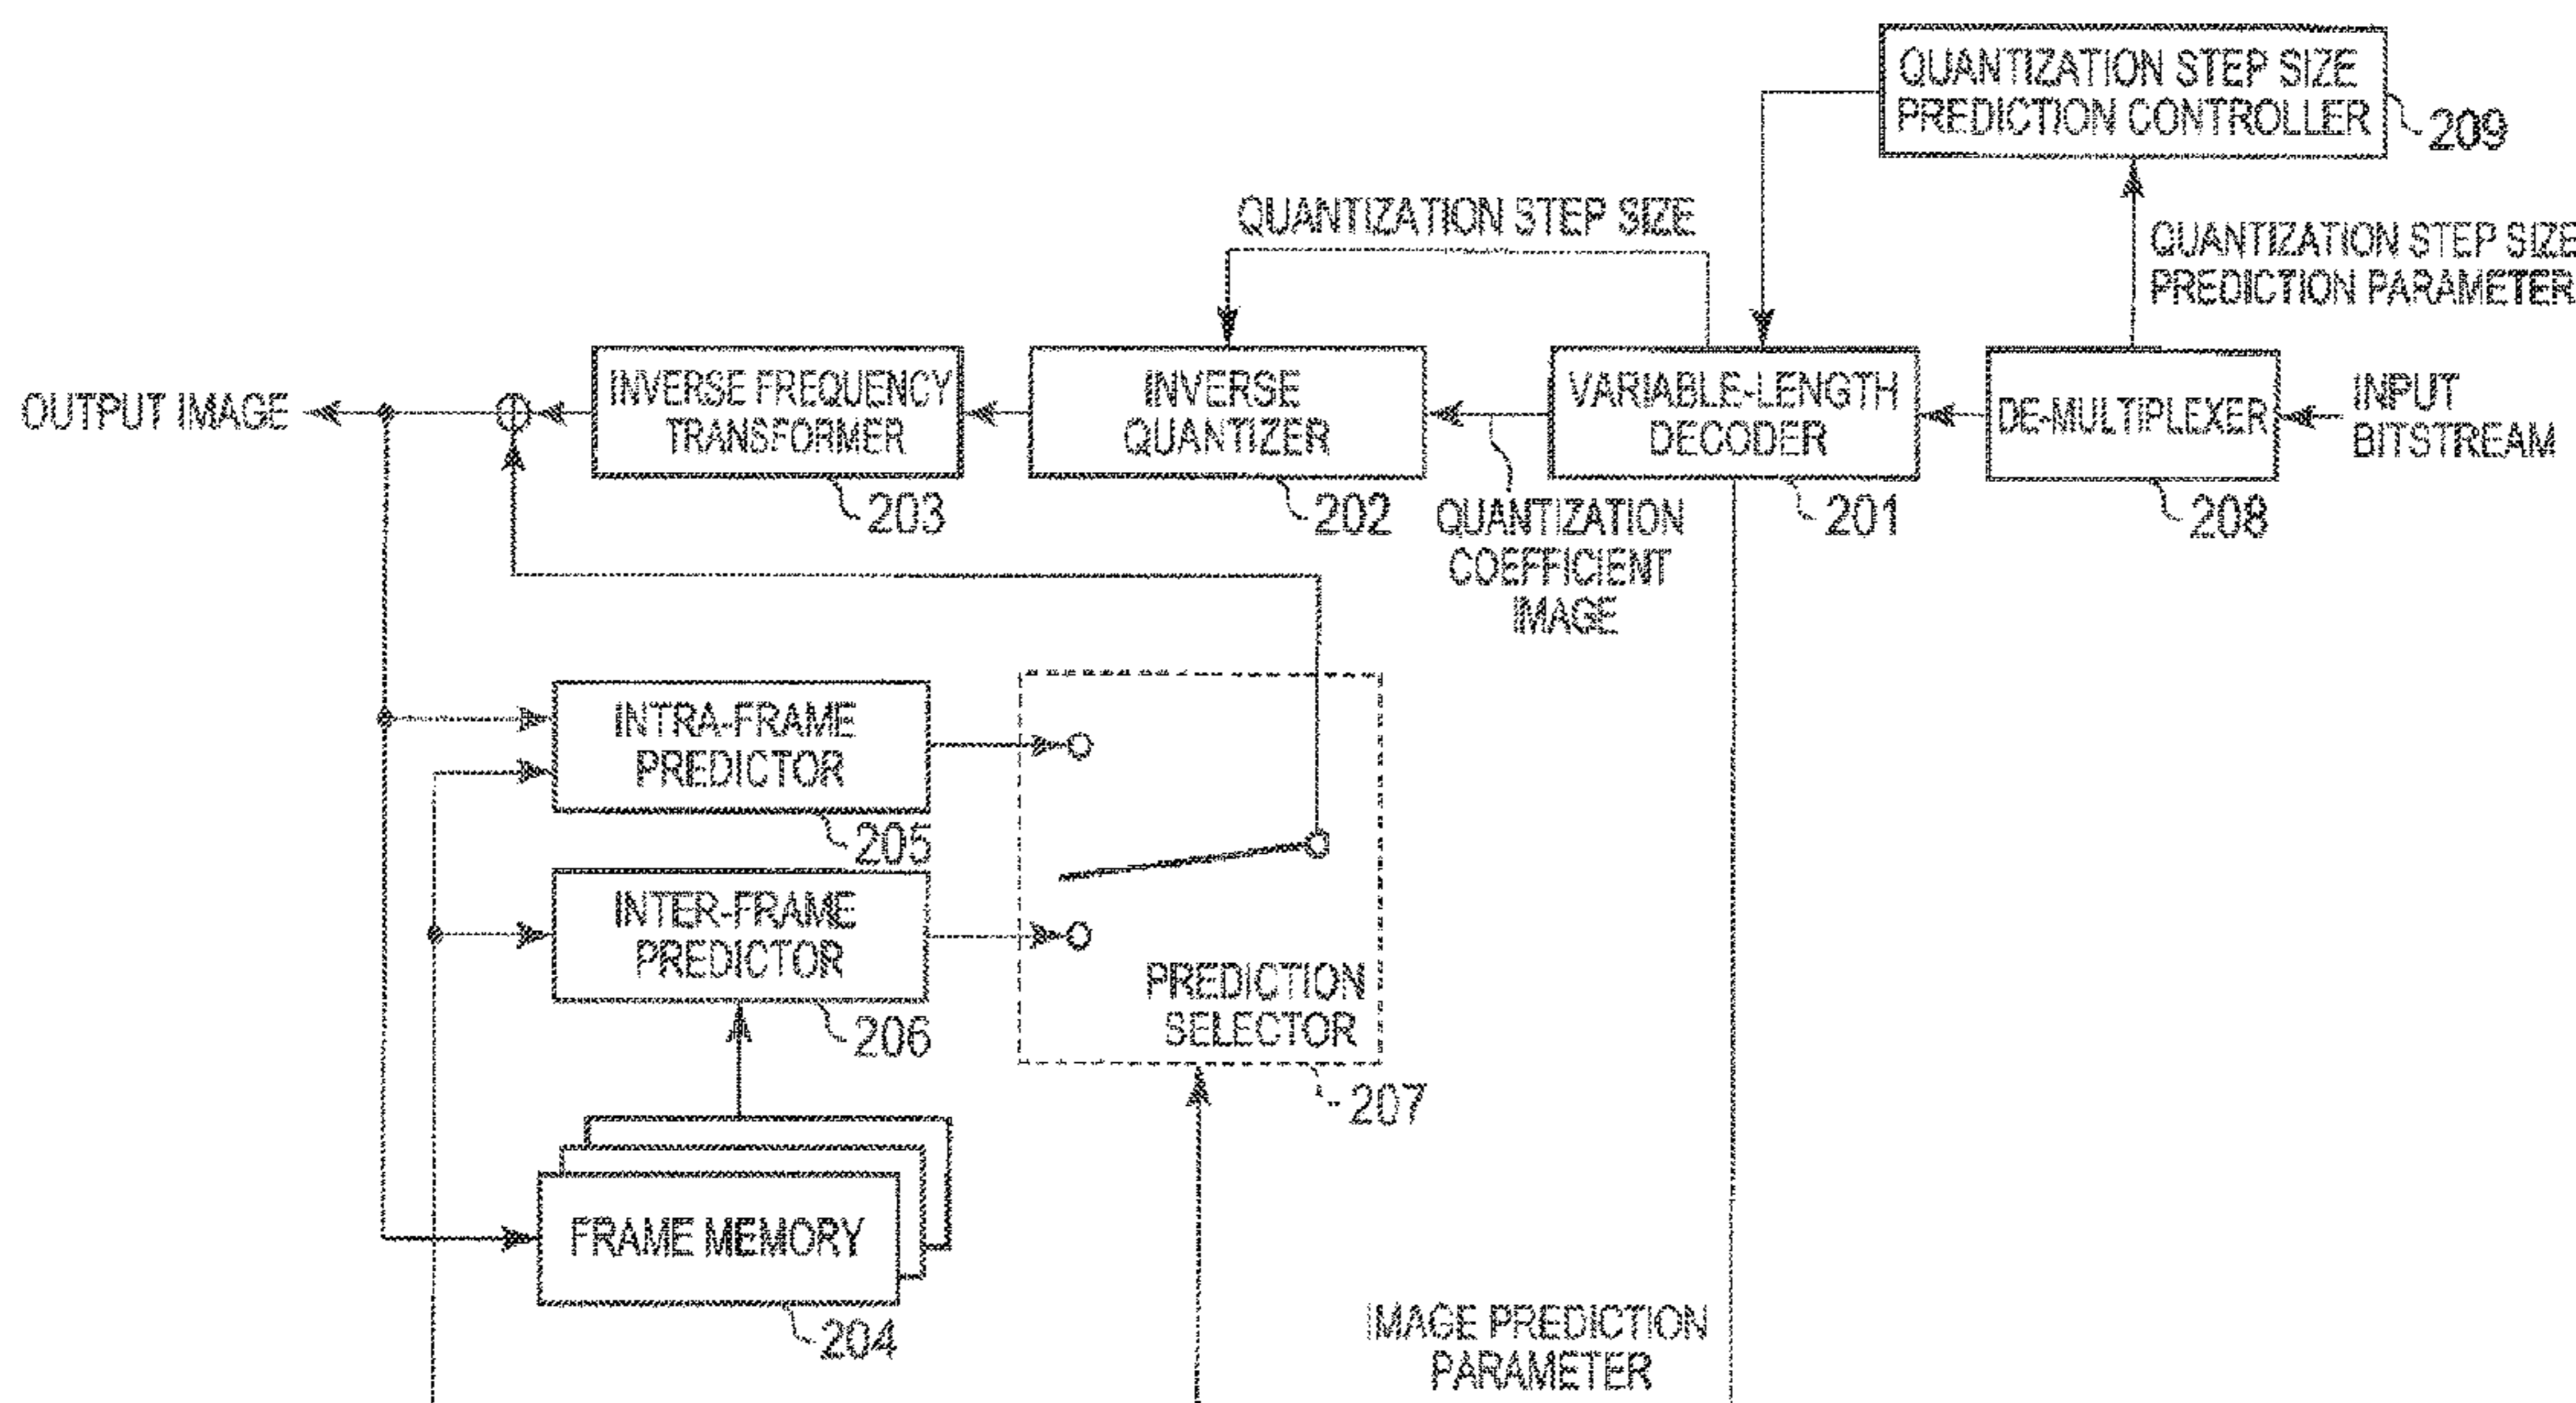 QUANTIZATION STEP SIZE
PREDICTION CONTROLLER
209
QUANTIZATION STEP SIZE
QUANTIZATION STEP SIZE
PREDICTION PARAMETER
OUTPUT IMAGE
INVERSE FREQUENCY
TRANSFORMER
203
INVERSE
QUANTIZER
202
QUANTIZATION
COEFFICIENT
IMAGE
VARIABLE-LENGTH
DECODER
201
DE-MULTIPLEXER
208
INPUT
BITSTREAM
INTRA-FRAME
PREDICTOR
205
INTER-FRAME
PREDICTOR
206
PREDICTION
SELECTOR
207
FRAME MEMORY
204
IMAGE PREDICTION
PARAMETER